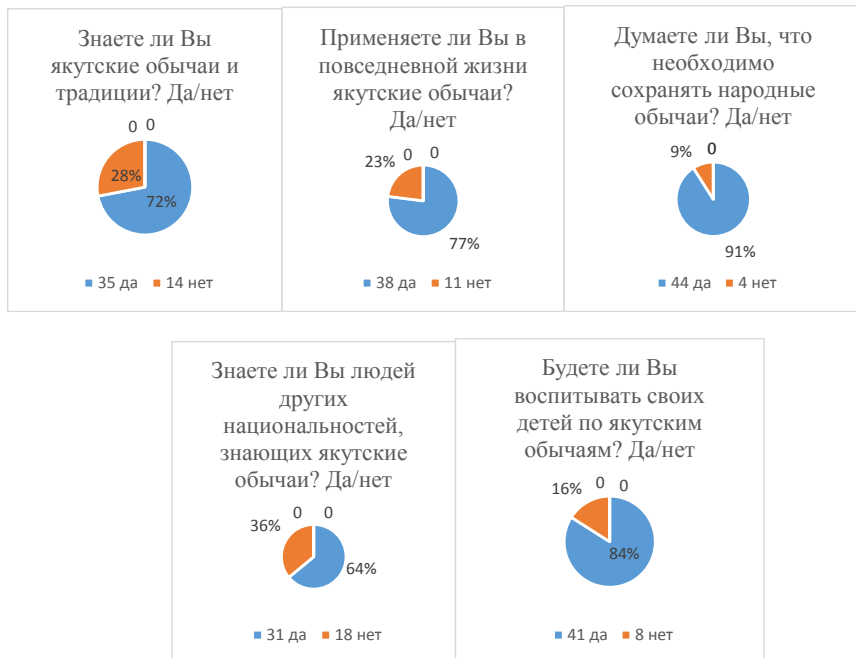 Знаете ли Вы
якутские обычаи и
традиции? Да/нет
0 0
28%
72%
35 да 14 нет
Применяете ли Вы в
повседневной жизни
якутские обычаи?
Да/нет
23% 0 0
77%
38 да 11 нет
Думаете ли Вы, что
необходимо
сохранять народные
обычаи? Да/нет
9% 0
91%
44 да 4 нет
Знаете ли Вы людей
других
национальностей,
знающих якутские
обычаи? Да/нет
36% 0 0
64%
31 да 18 нет
Будете ли Вы
воспитывать своих
детей по якутским
обычаям? Да/нет
16% 0 0
84%
41 да 8 нет